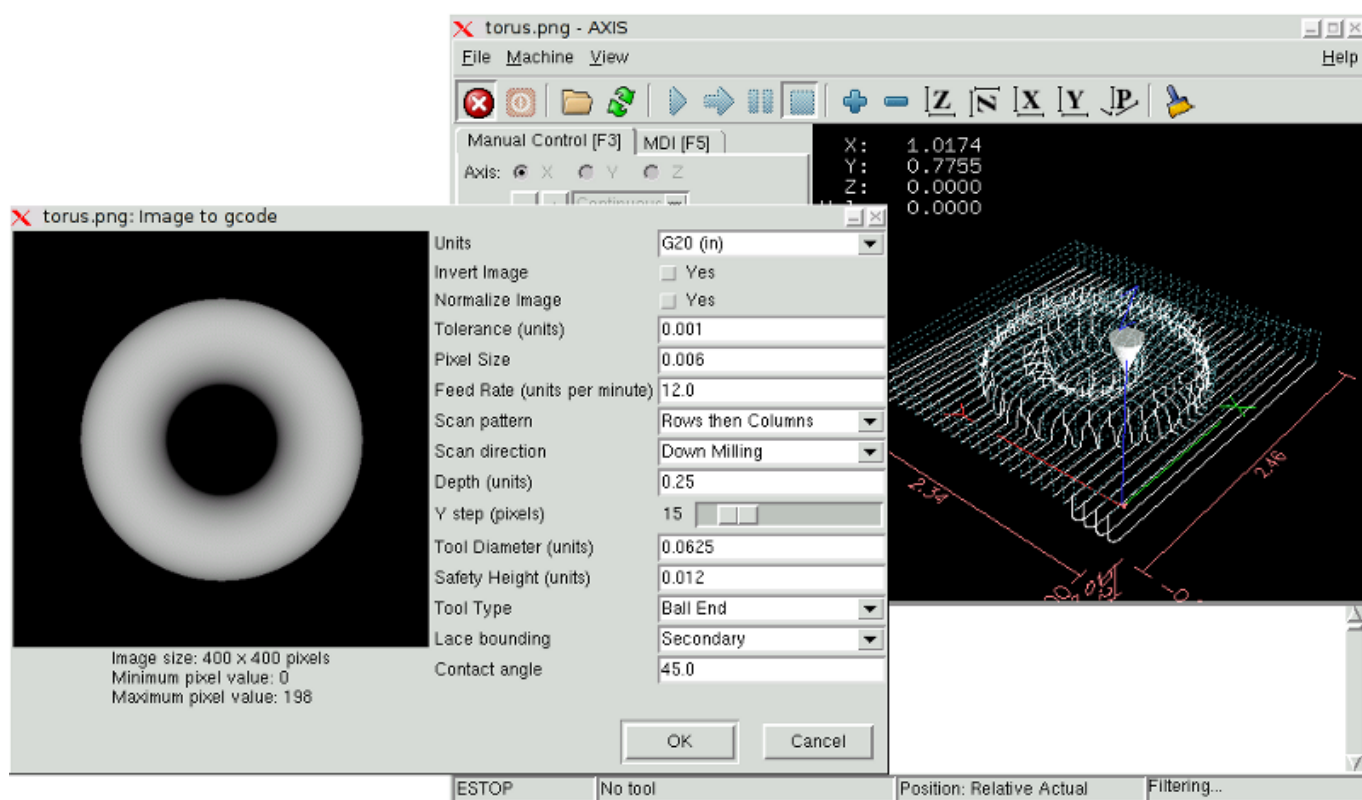 torus.png - AXIS
File Machine View Help
Z N X Y P
Manual Control [F3] MDI [F5]
Axis: X Y Z
Continuous
X: 1.0174
Y: 0.7755
Z: 0.0000
0.0000
torus.png: Image to gcode
Units G20 (in)
Invert Image Yes
Normalize Image Yes
Tolerance (units) 0.001
Pixel Size 0.006
Feed Rate (units per minute) 12.0
Scan pattern Rows then Columns
Scan direction Down Milling
Depth (units) 0.25
Y step (pixels) 15
Tool Diameter (units) 0.0625
Safety Height (units) 0.012
Tool Type Ball End
Lace bounding Secondary
Contact angle 45.0
Image size: 400 x 400 pixels
Minimum pixel value: 0
Maximum pixel value: 198
OK Cancel
2.34
2.46
ESTOP No tool Position: Relative Actual Filtering...